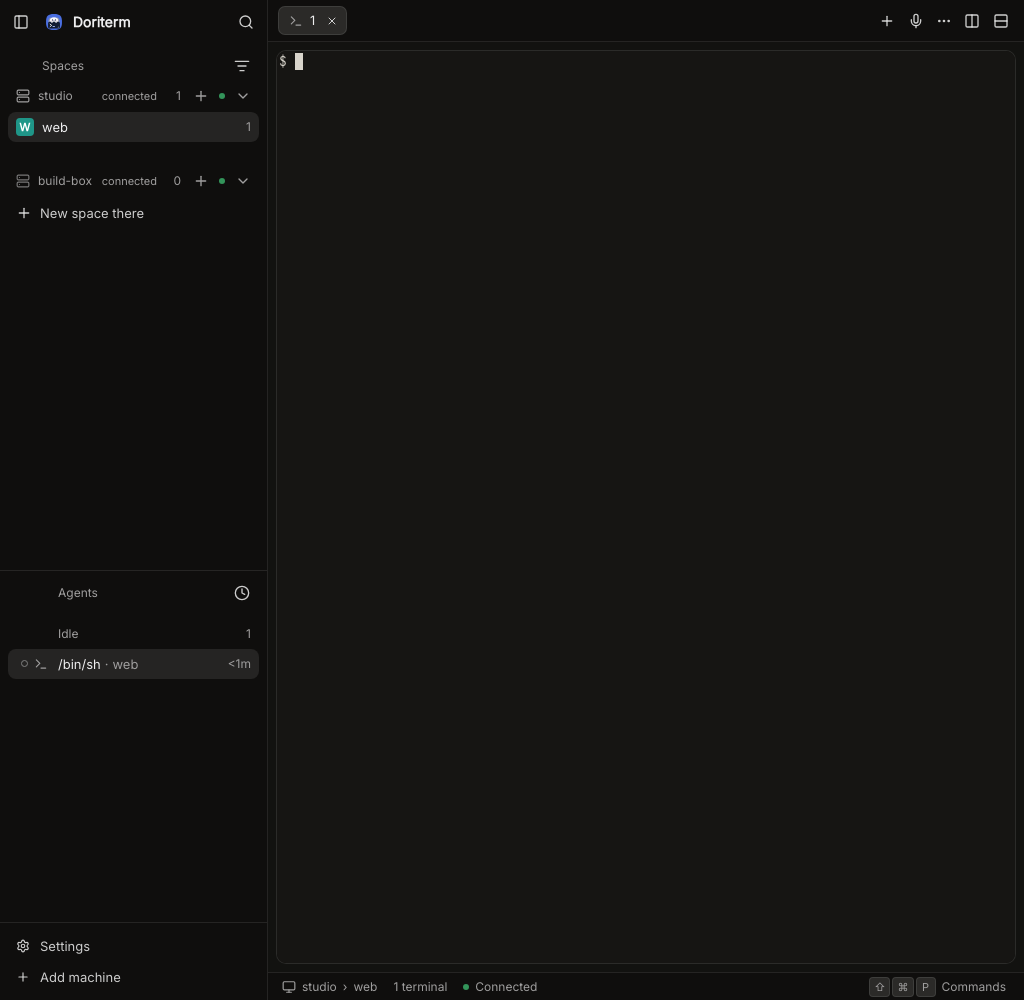 Doriterm
1
Spaces
studio connected 1
W web 1
build-box connected 0
New space there
$
Agents
Idle 1
/bin/sh · web <1m
Settings
Add machine
studio › web 1 terminal Connected
⇧ ⌘ P Commands